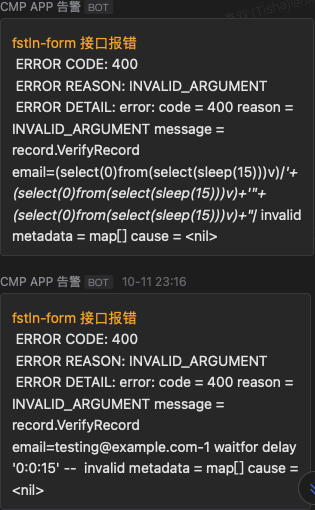 CMP APP 告警 BOT
fstln-form 接口报错
ERROR CODE: 400
ERROR REASON: INVALID_ARGUMENT
ERROR DETAIL: error: code = 400 reason =
INVALID_ARGUMENT message =
record.VerifyRecord
email=(select(0)from(select(sleep(15)))v)/'+
(select(0)from(select(sleep(15)))v)+'"+
(select(0)from(select(sleep(15)))v)+"/ invalid
metadata = map[] cause = <nil>
CMP APP 告警 BOT 10-11 23:16
fstln-form 接口报错
ERROR CODE: 400
ERROR REASON: INVALID_ARGUMENT
ERROR DETAIL: error: code = 400 reason =
INVALID_ARGUMENT message =
record.VerifyRecord
email=testing@example.com-1 waitfor delay
'0:0:15' -- invalid metadata = map[] cause =
<nil>